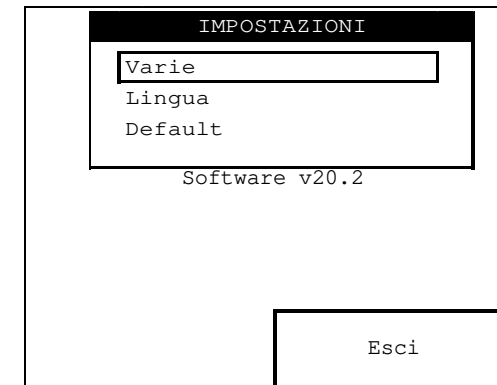 IMPOSTAZIONI
Varie
Lingua
Default
Software v20.2
Esci